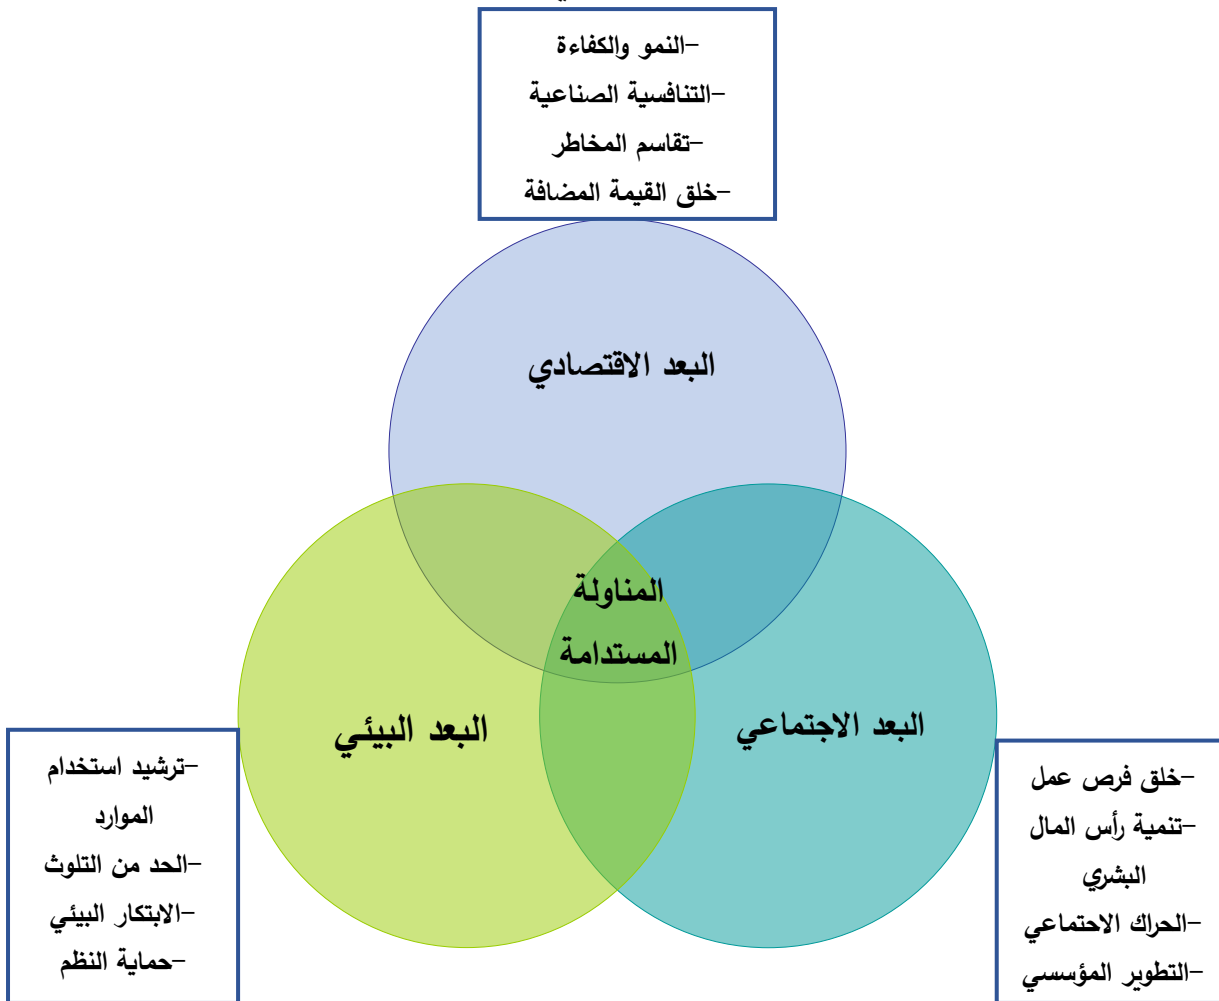 -النمو والكفاءة
-التنافسية الصناعية
-تقاسم المخاطر
-خلق القيمة المضافة
البعد الاقتصادي
المناولة
المستدامة
البعد الاجتماعي
البعد البيئي
-خلق فرص عمل
-تنمية رأس المال
البشري
-الحراك الاحتماعي
-التطوير المؤسسي
-ترشيد استخدام
الموارد
-الحد من التلوث
-الابتكار البيئي
-حماية النظم